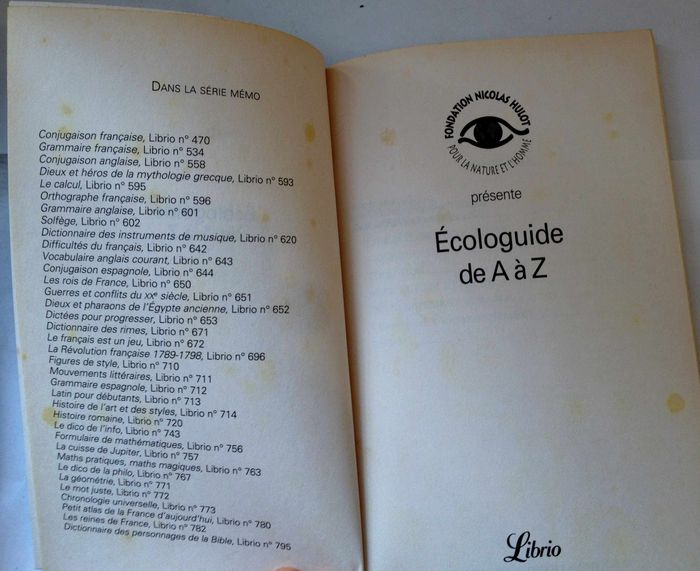 DANS LA SÉRIE MÉMO
Conjugaison française, Librio n° 470
Grammaire française, Librio n° 534
Conjugaison anglaise, Librio n° 558
Dieux et héros de la mythologie grecque, Librio n° 593
Le calcul, Librio n° 595
Orthographe française, Librio n° 596
Grammaire anglaise, Librio n° 601
Solfège, Librio n° 602
Dictionnaire des instruments de musique, Librio n° 620
Difficultés du français, Librio n° 642
Vocabulaire anglais courant, Librio n° 643
Conjugaison espagnole, Librio n° 644
Les rois de France, Librio n° 650
Guerres et conflits du XXe siècle, Librio n° 651
Dieux et pharaons de l'Égypte ancienne, Librio n° 652
Dictées pour progresser, Librio n° 653
Dictionnaire des rimes, Librio n° 671
Le français est un jeu, Librio n° 672
La Révolution française 1789-1798, Librio n° 696
Figures de style, Librio n° 710
Mouvements littéraires, Librio n° 711
Grammaire espagnole, Librio n° 712
Latin pour débutants, Librio n° 713
Histoire de l'art et des styles, Librio n° 714
Histoire romaine, Librio n° 720
Le dico de l'info, Librio n° 743
Formulaire de mathématiques, Librio n° 756
La cuisse de Jupiter, Librio n° 757
Maths pratiques, maths magiques, Librio n° 763
Le dico de la philo, Librio n° 767
La géométrie, Librio n° 771
Le mot juste, Librio n° 772
Chronologie universelle, Librio n° 773
Petit atlas de la France d'aujourd'hui, Librio n° 780
Les reines de France, Librio n° 782
Dictionnaire des personnages de la Bible, Librio n° 795
FONDATION NICOLAS HULOT
POUR LA NATURE ET L'HOMME
présente
Écologuide
de A à Z
Librio